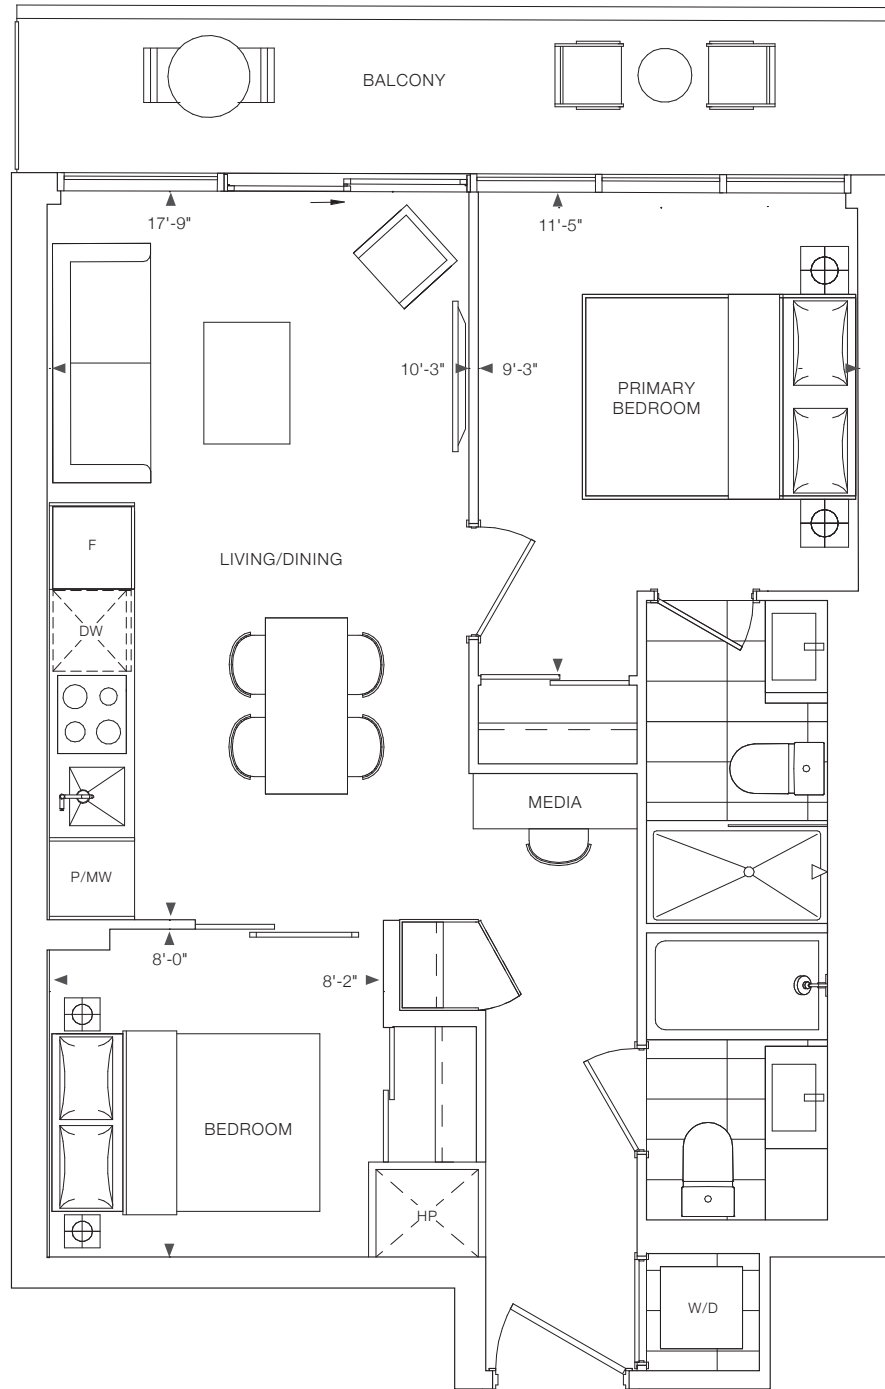 BALCONY
17'-9"
11'-5"
10'-3"
9'-3"
PRIMARY
BEDROOM
F
LIVING/DINING
DW
MEDIA
P/MW
8'-0"
8'-2"
BEDROOM
HP
W/D